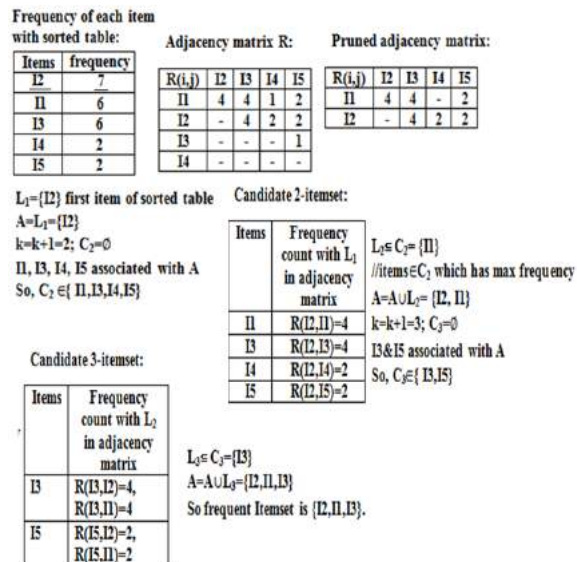 Frequency of each item
with sorted table:
Items frequency
I2 7
I1 6
I3 6
I4 2
I5 2
Adjacency matrix R:
R(i,j) I2 I3 I4 I5
I1 4 4 1 2
I2 - 4 2 2
I3 - - - 1
I4 - - - -
Pruned adjacency matrix:
R(i,j) I2 I3 I4 I5
I1 4 4 - 2
I2 - 4 2 2
L₁={I2} first item of sorted table
A=L₁={I2}
k=k+1=2; C₂=∅
I1, I3, I4, I5 associated with A
So, C₂ ∈{ I1,I3,I4,I5}
Candidate 2-itemset:
Items Frequency
count with L₁
in adjacency
matrix
I1 R(I2,I1)=4
I3 R(I2,I3)=4
I4 R(I2,I4)=2
I5 R(I2,I5)=2
L₂⊆ C₂= {I1}
//items∈C₂ which has max frequency
A=A∪L₂= {I2, I1}
k=k+1=3; C₃=∅
I3&I5 associated with A
So, C₃∈{ I3,I5}
Candidate 3-itemset:
Items Frequency
count with L₂
in adjacency
matrix
I3 R(I3,I2)=4,
R(I3,I1)=4
I5 R(I5,I2)=2,
R(I5,I1)=2
L₃⊆ C₃={I3}
A=A∪L₃={I2,I1,I3}
So frequent Itemset is {I2,I1,I3}.